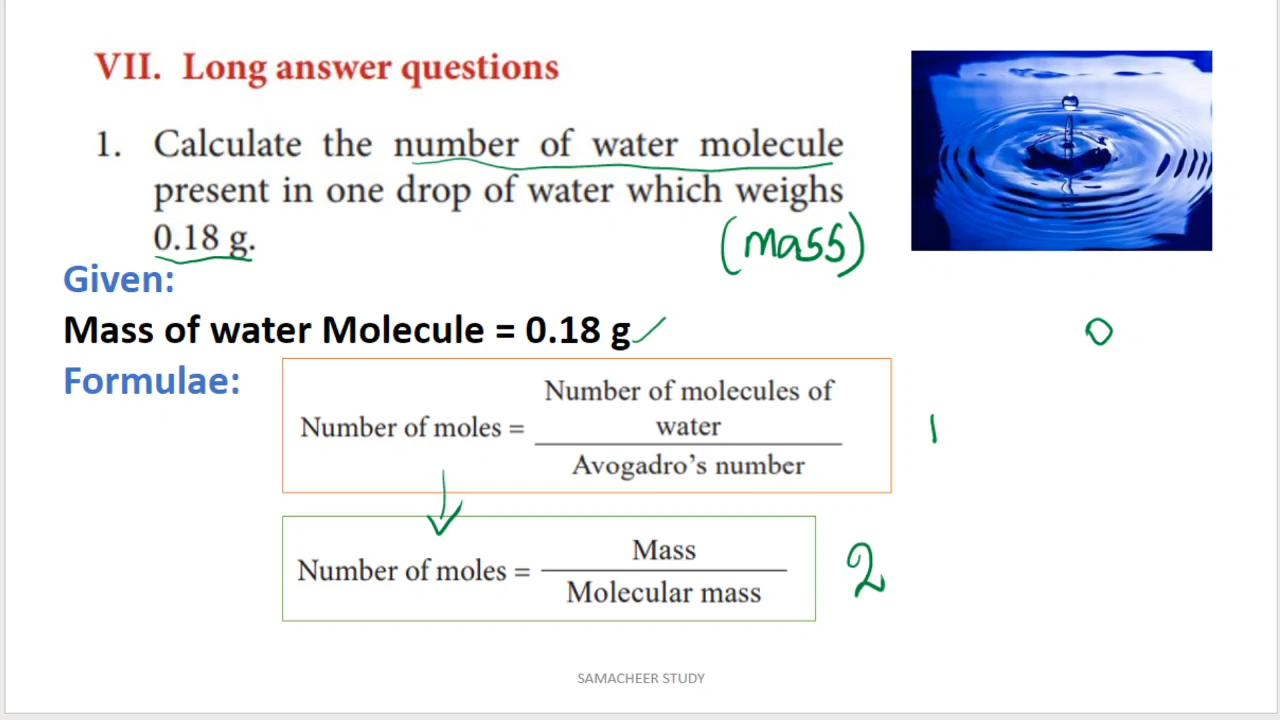 VII. Long answer questions
1. Calculate the number of water molecule
present in one drop of water which weighs
0.18 g.
(mass)
Given:
Mass of water Molecule = 0.18 g
0
Formulae:
Number of molecules of
Number of moles =
water
1
Avogadro's number
Mass
Number of moles =
2
Molecular mass
SAMACHEER STUDY